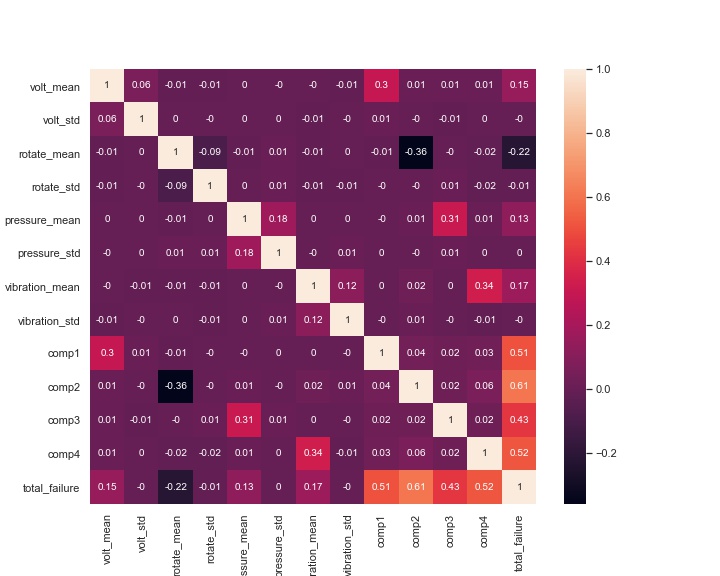 volt_mean 1 0.06 -0.01 -0.01 0 -0 -0 -0.01 0.3 0.01 0.01 0.01 0.15
volt_std 0.06 1 0 -0 0 0 -0.01 -0 0.01 -0 -0.01 0 -0
rotate_mean -0.01 0 1 -0.09 -0.01 0.01 -0.01 0 -0.01 -0.36 -0 -0.02 -0.22
rotate_std -0.01 -0 -0.09 1 0 0.01 -0.01 -0.01 -0 -0 0.01 -0.02 -0.01
pressure_mean 0 0 -0.01 0 1 0.18 0 0 -0 0.01 0.31 0.01 0.13
pressure_std -0 0 0.01 0.01 0.18 1 -0 0.01 0 -0 0.01 0 0
vibration_mean -0 -0.01 -0.01 -0.01 0 -0 1 0.12 0 0.02 0 0.34 0.17
vibration_std -0.01 -0 0 -0.01 0 0.01 0.12 1 -0 0.01 -0 -0.01 -0
comp1 0.3 0.01 -0.01 -0 -0 0 0 -0 1 0.04 0.02 0.03 0.51
comp2 0.01 -0 -0.36 -0 0.01 -0 0.02 0.01 0.04 1 0.02 0.06 0.61
comp3 0.01 -0.01 -0 0.01 0.31 0.01 0 -0 0.02 0.02 1 0.02 0.43
comp4 0.01 0 -0.02 -0.02 0.01 0 0.34 -0.01 0.03 0.06 0.02 1 0.52
total_failure 0.15 -0 -0.22 -0.01 0.13 0 0.17 -0 0.51 0.61 0.43 0.52 1
volt_mean
volt_std
rotate_mean
rotate_std
ssure_mean
pressure_std
ration_mean
vibration_std
comp1
comp2
comp3
comp4
total_failure
1.0
0.8
0.6
0.4
0.2
0.0
-0.2